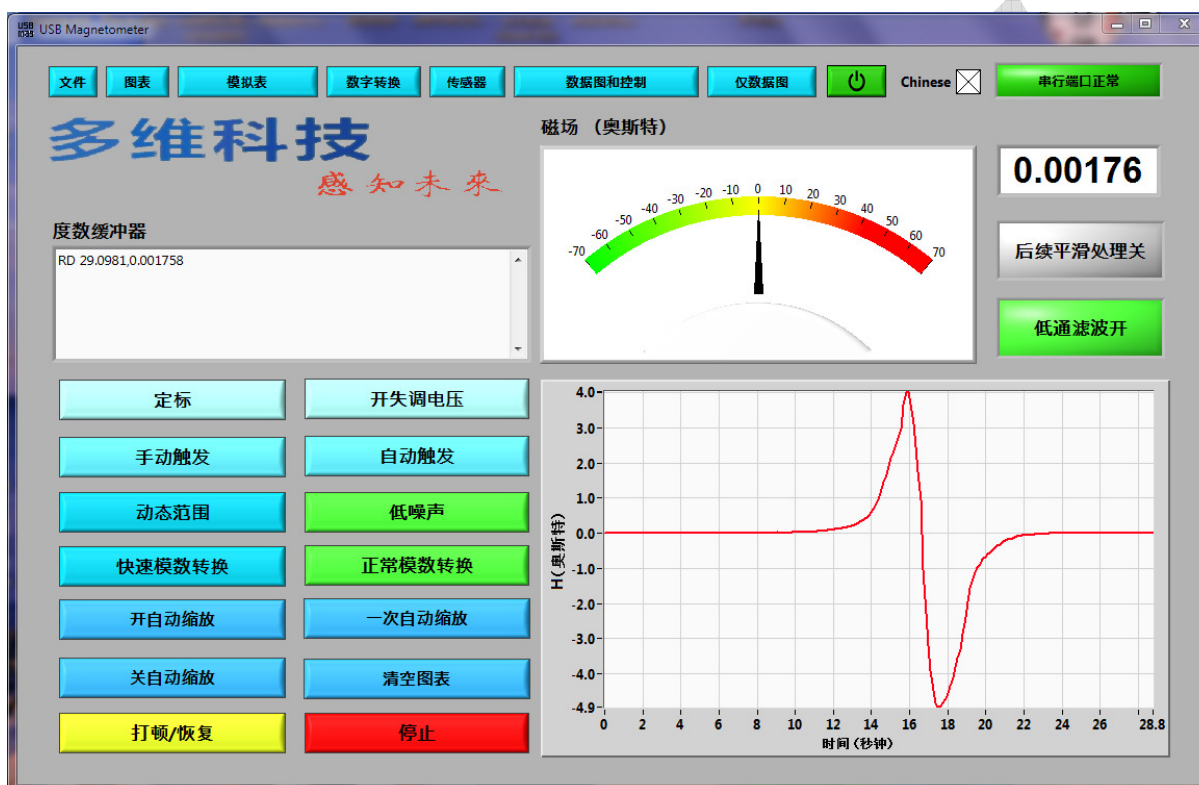 USB Magnetometer
文件 图表 模拟表 数字转换 传感器 数据图和控制 仅数据图 Chinese 串行端口正常
多维科技
感知未来
磁场 (奥斯特)
0.00176
-70 -60 -50 -40 -30 -20 -10 0 10 20 30 40 50 60 70
度数缓冲器
RD 29.0981,0.001758
后续平滑处理关
低通滤波开
定标 开失调电压
手动触发 自动触发
动态范围 低噪声
快速模数转换 正常模数转换
开自动缩放 一次自动缩放
关自动缩放 清空图表
打顿/恢复 停止
H(奥斯特)
4.0
3.0
2.0
1.0
0.0
-1.0
-2.0
-3.0
-4.0
-4.9
0 2 4 6 8 10 12 14 16 18 20 22 24 26 28.8
时间 (秒钟)